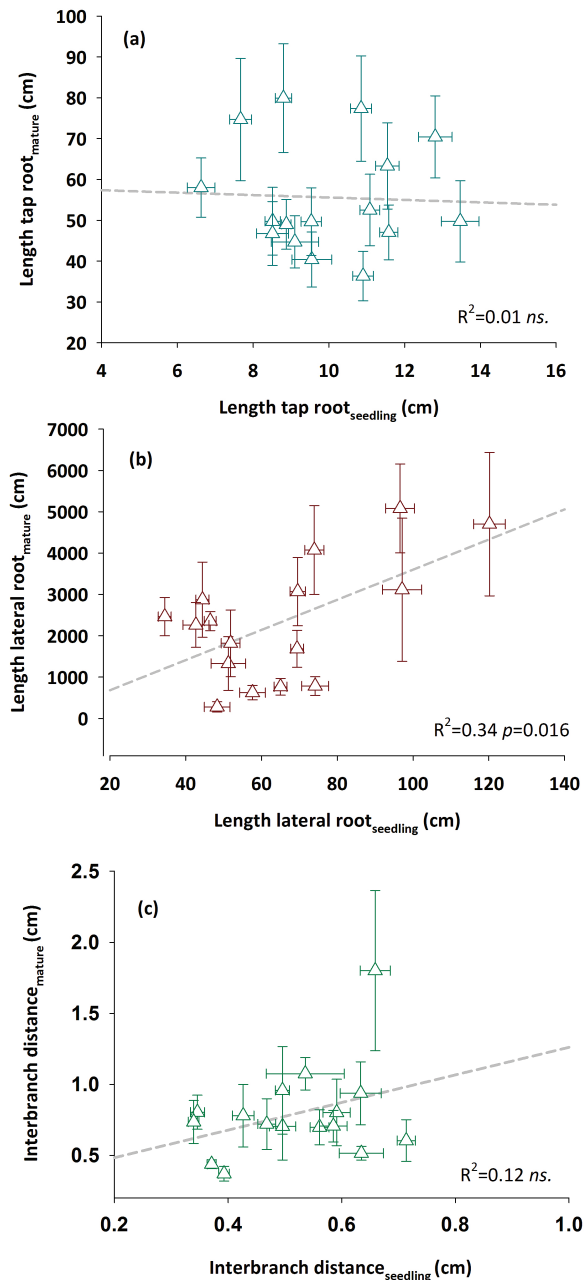 (a)
100
90
80
70
60
50
40
30
20
Length tap root_mature (cm)
R²=0.01 ns.
4 6 8 10 12 14 16
Length tap root_seedling (cm)
(b)
7000
6000
5000
4000
3000
2000
1000
0
Length lateral root_mature (cm)
R²=0.34 p=0.016
20 40 60 80 100 120 140
Length lateral root_seedling (cm)
(c)
2.5
2.0
1.5
1.0
0.5
Interbranch distance_mature (cm)
R²=0.12 ns.
0.2 0.4 0.6 0.8 1.0
Interbranch distance_seedling (cm)